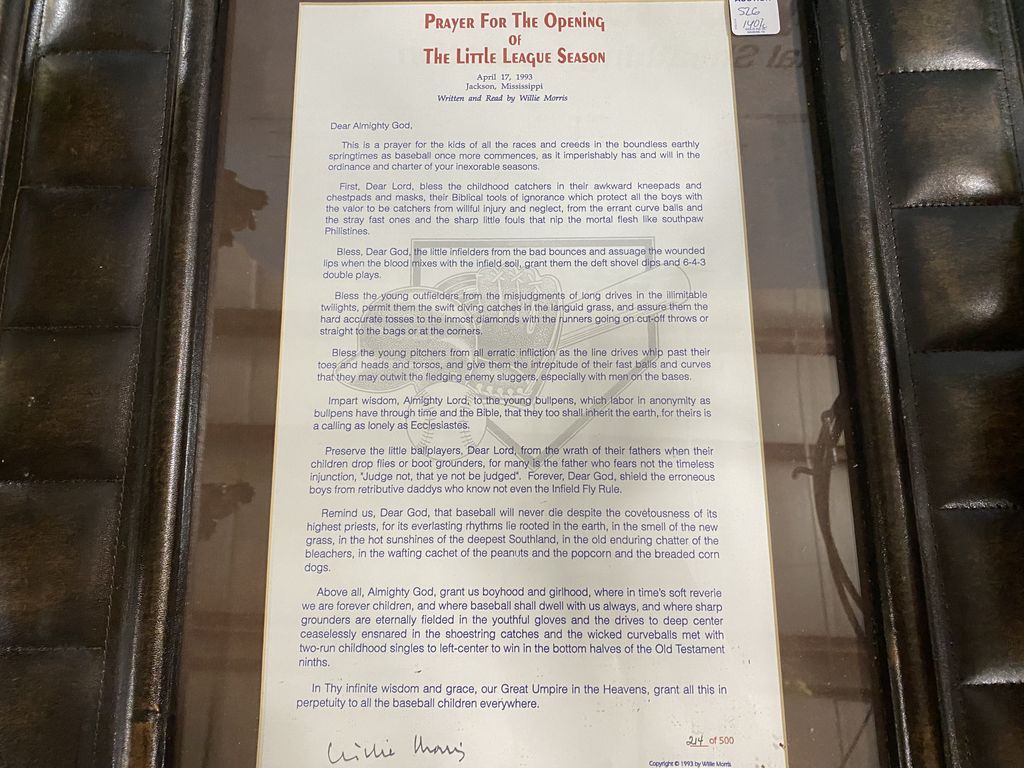 PRAYER FOR THE OPENING
OF
THE LITTLE LEAGUE SEASON
April 17, 1993
Jackson, Mississippi
Written and Read by Willie Morris
Dear Almighty God,
This is a prayer for the kids of all the races and creeds in the boundless earthly
springtimes as baseball once more commences, as it imperishably has and will in the
ordinance and charter of your inexorable seasons.
First, Dear Lord, bless the childhood catchers in their awkward kneepads and
chestpads and masks, their Biblical tools of ignorance which protect all the boys with
the valor to be catchers from willful injury and neglect, from the errant curve balls and
the stray fast ones and the sharp little fouls that nip the mortal flesh like southpaw
Philistines.
Bless, Dear God, the little infielders from the bad bounces and assuage the wounded
lips when the blood mixes with the infield soil, grant them the deft shovel dips and 6-4-3
double plays.
Bless the young outfielders from the misjudgments of long drives in the illimitable
twilights, permit them the swift diving catches in the languid grass, and assure them the
hard accurate tosses to the inmost diamonds with the runners going on cut-off throws or
straight to the bags or at the corners.
Bless the young pitchers from all erratic infliction as the line drives whip past their
toes and heads and torsos, and give them the intrepitude of their fast balls and curves
that they may outwit the fledging enemy sluggers, especially with men on the bases.
Impart wisdom, Almighty Lord, to the young bullpens, which labor in anonymity as
bullpens have through time and the Bible, that they too shall inherit the earth, for theirs is
a calling as lonely as Ecclesiastes.
Preserve the little ballplayers, Dear Lord, from the wrath of their fathers when their
children drop flies or boot grounders, for many is the father who fears not the timeless
injunction, "Judge not, that ye not be judged". Forever, Dear God, shield the erroneous
boys from retributive daddys who know not even the Infield Fly Rule.
Remind us, Dear God, that baseball will never die despite the covetousness of its
highest priests, for its everlasting rhythms lie rooted in the earth, in the smell of the new
grass, in the hot sunshines of the deepest Southland, in the old enduring chatter of the
bleachers, in the wafting cachet of the peanuts and the popcorn and the breaded corn
dogs.
Above all, Almighty God, grant us boyhood and girlhood, where in time's soft reverie
we are forever children, and where baseball shall dwell with us always, and where sharp
grounders are eternally fielded in the youthful gloves and the drives to deep center
ceaselessly ensnared in the shoestring catches and the wicked curveballs met with
two-run childhood singles to left-center to win in the bottom halves of the Old Testament
ninths.
In Thy infinite wisdom and grace, our Great Umpire in the Heavens, grant all this in
perpetuity to all the baseball children everywhere.
Willie Morris
214 of 500
Copyright © 1993 by Willie Morris